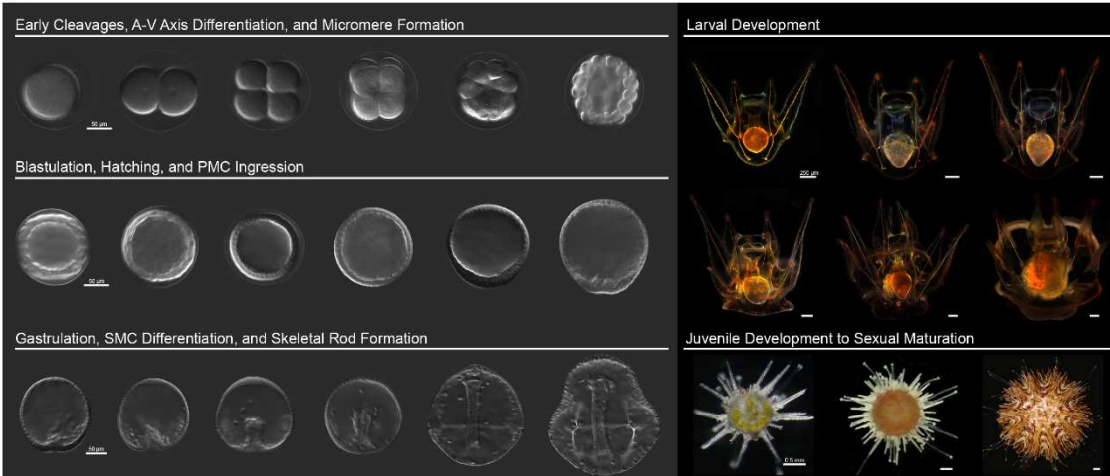 Early Cleavages, A-V Axis Differentiation, and Micromere Formation
50 µm
Blastulation, Hatching, and PMC Ingression
50 µm
Gastrulation, SMC Differentiation, and Skeletal Rod Formation
50 µm
Larval Development
250 µm
Juvenile Development to Sexual Maturation
0.5 mm